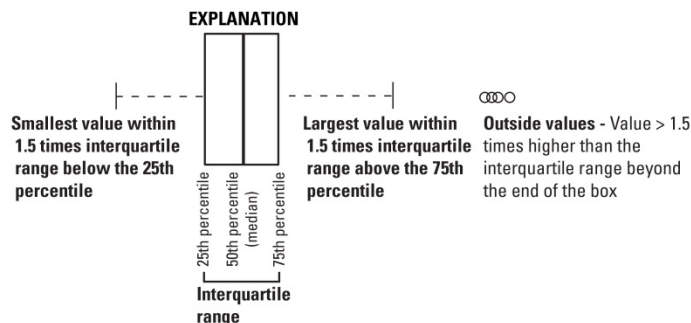 EXPLANATION
Smallest value within
1.5 times interquartile
range below the 25th
percentile
Largest value within
1.5 times interquartile
range above the 75th
percentile
Outside values - Value > 1.5
times higher than the
interquartile range beyond
the end of the box
25th percentile
50th percentile
(median)
75th percentile
Interquartile
range